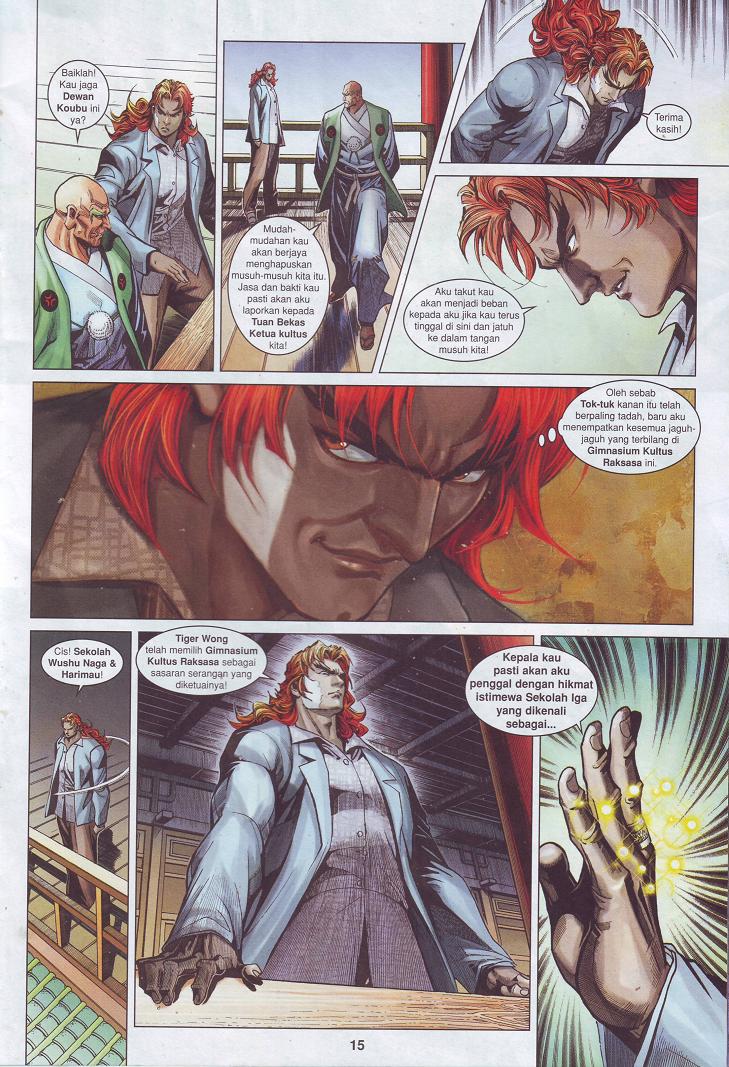 Baiklah!
Kau jaga
Dewan
Koubu ini
ya?
Mudah-
mudahan kau
akan berjaya
menghapuskan
musuh-musuh kita itu.
Jasa dan bakti kau
pasti akan aku
laporkan kepada
Tuan Bekas
Ketua kultus
kita!
Terima
kasih!
Aku takut kau
akan menjadi beban
kepada aku jika kau terus
tinggal di sini dan jatuh
ke dalam tangan
musuh kita!
Oleh sebab
Tok-tuk kanan itu telah
berpaling tadah, baru aku
menempatkan kesemua jaguh-
jaguh yang terbilang di
Gimnasium Kultus
Raksasa ini.
Cis! Sekolah
Wushu Naga &
Harimau!
Tiger Wong
telah memilih Gimnasium
Kultus Raksasa sebagai
sasaran serangan yang
diketuainya!
Kepala kau
pasti akan aku
penggal dengan hikmat
istimewa Sekolah Iga
yang dikenali
sebagai...
15